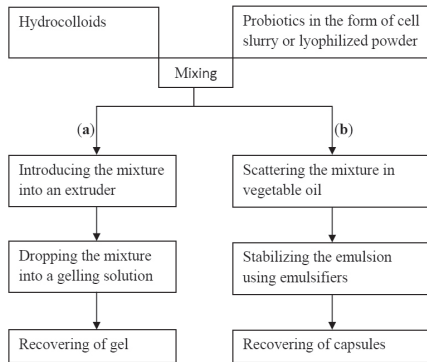 Hydrocolloids
Probiotics in the form of cell
slurry or lyophilized powder
Mixing
(a)
(b)
Introducing the mixture
into an extruder
Scattering the mixture in
vegetable oil
Dropping the mixture
into a gelling solution
Stabilizing the emulsion
using emulsifiers
Recovering of gel
Recovering of capsules